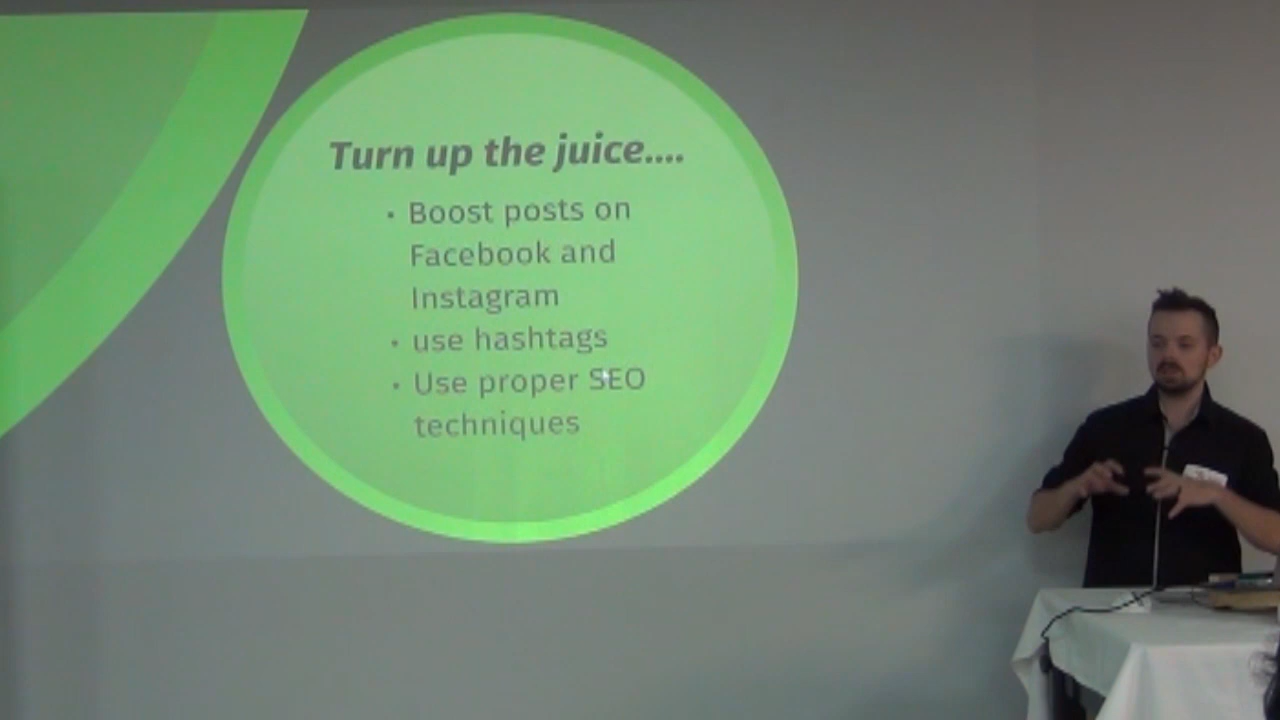 Turn up the juice....
• Boost posts on
Facebook and
Instagram
• use hashtags
• Use proper SEO
techniques